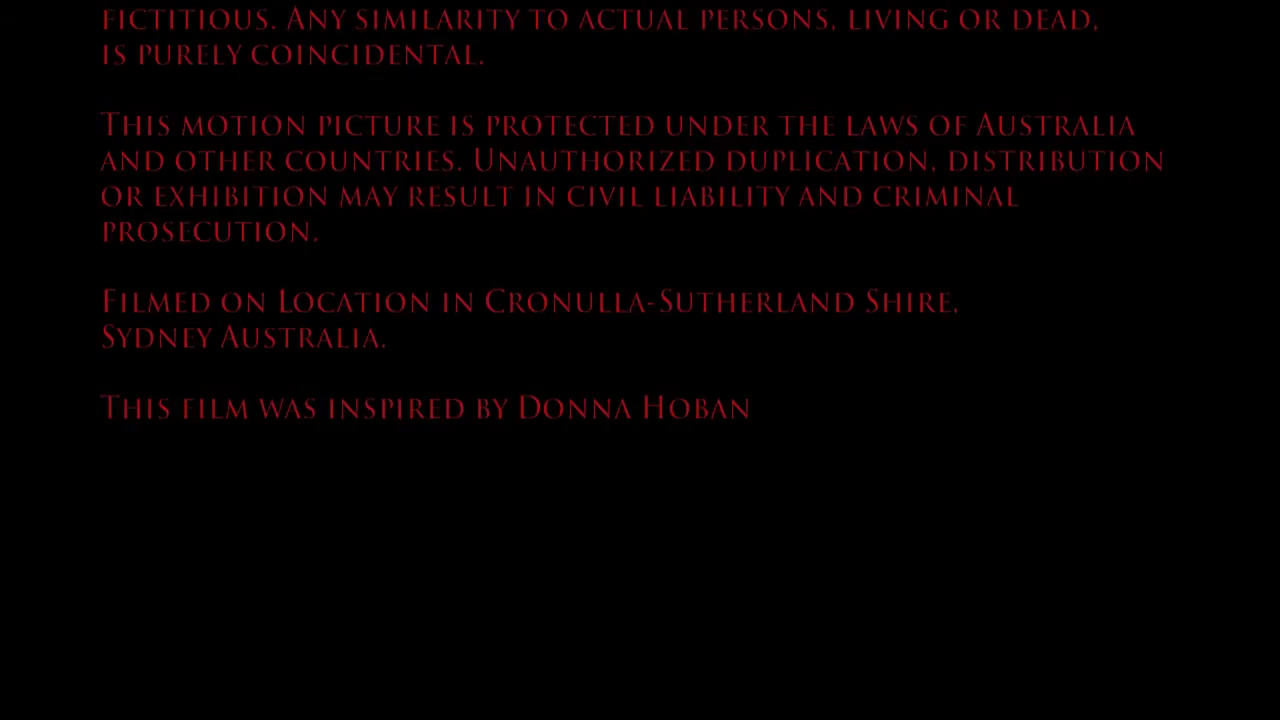 FICTITIOUS. ANY SIMILARITY TO ACTUAL PERSONS, LIVING OR DEAD,
IS PURELY COINCIDENTAL.
THIS MOTION PICTURE IS PROTECTED UNDER THE LAWS OF AUSTRALIA
AND OTHER COUNTRIES. UNAUTHORIZED DUPLICATION, DISTRIBUTION
OR EXHIBITION MAY RESULT IN CIVIL LIABILITY AND CRIMINAL
PROSECUTION.
FILMED ON LOCATION IN CRONULLA-SUTHERLAND SHIRE,
SYDNEY AUSTRALIA.
THIS FILM WAS INSPIRED BY DONNA HOBAN